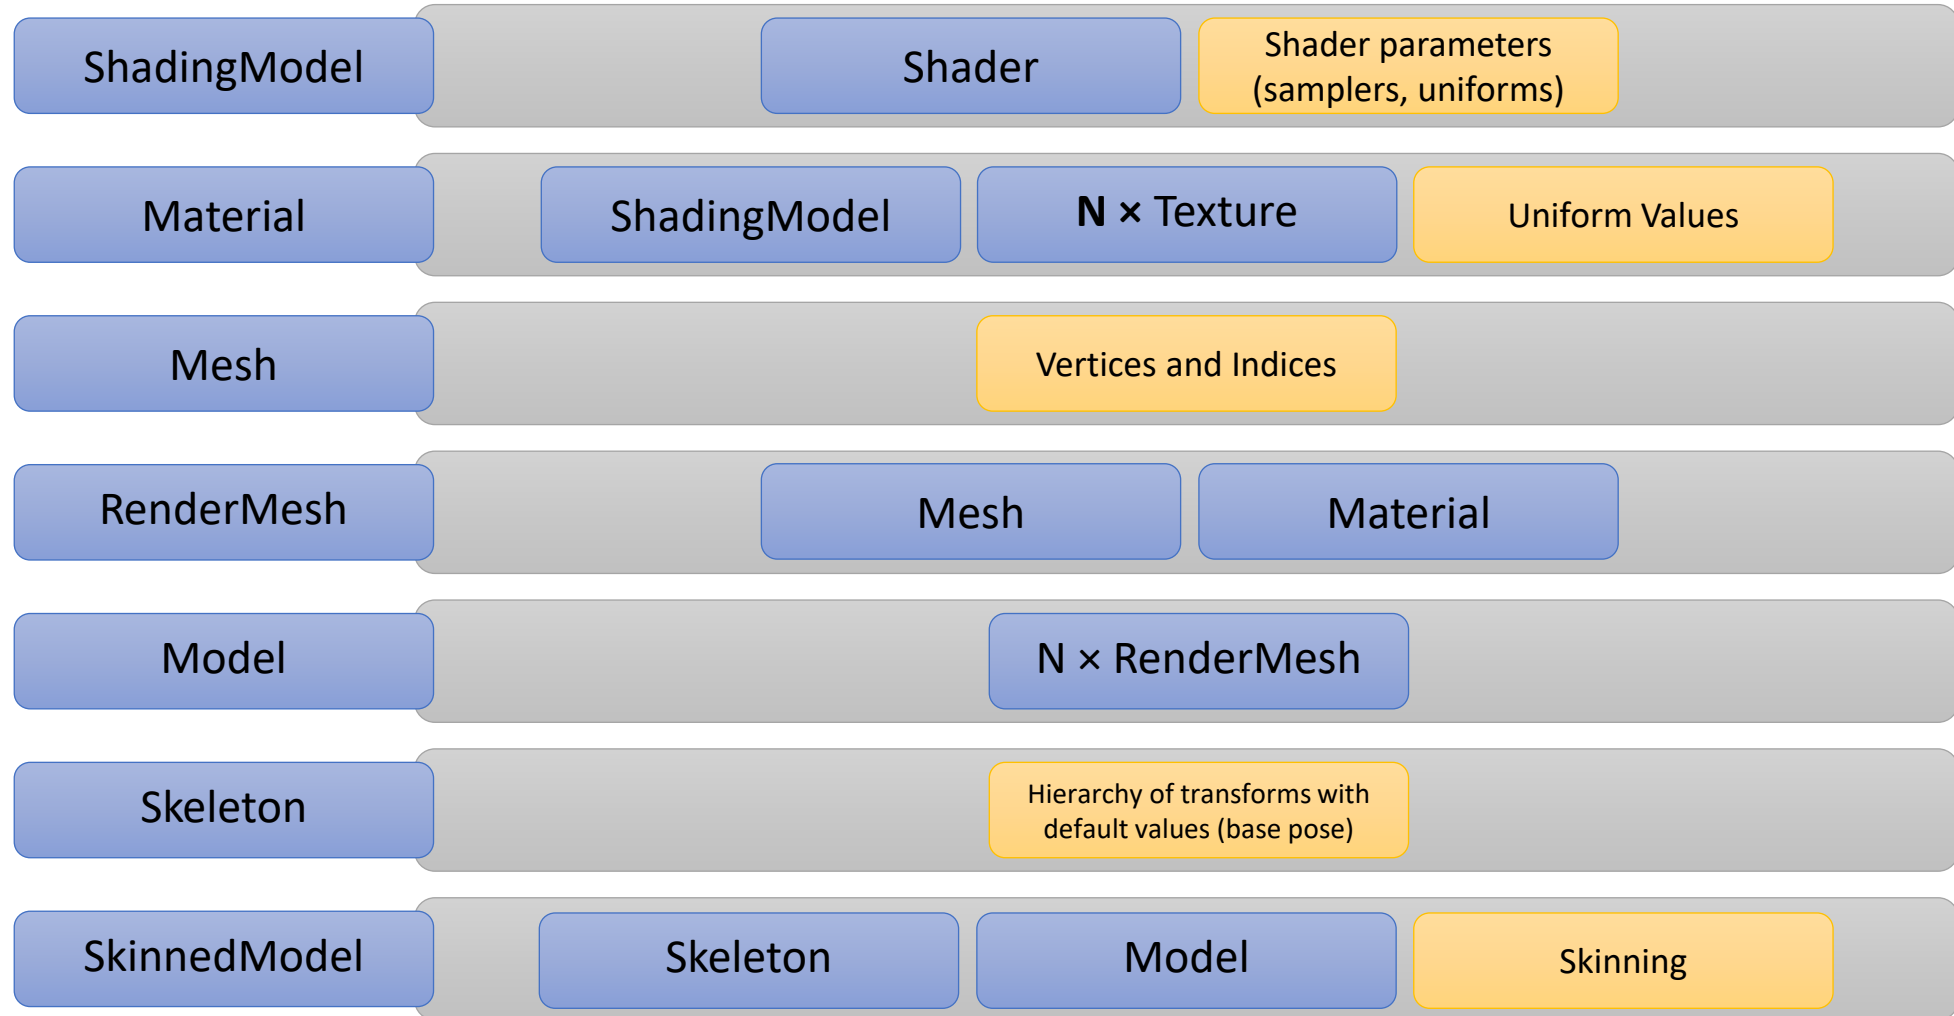 ShadingModel
Shader
Shader parameters
(samplers, uniforms)
Material
ShadingModel
N × Texture
Uniform Values
Mesh
Vertices and Indices
RenderMesh
Mesh
Material
Model
N × RenderMesh
Skeleton
Hierarchy of transforms with
default values (base pose)
SkinnedModel
Skeleton
Model
Skinning